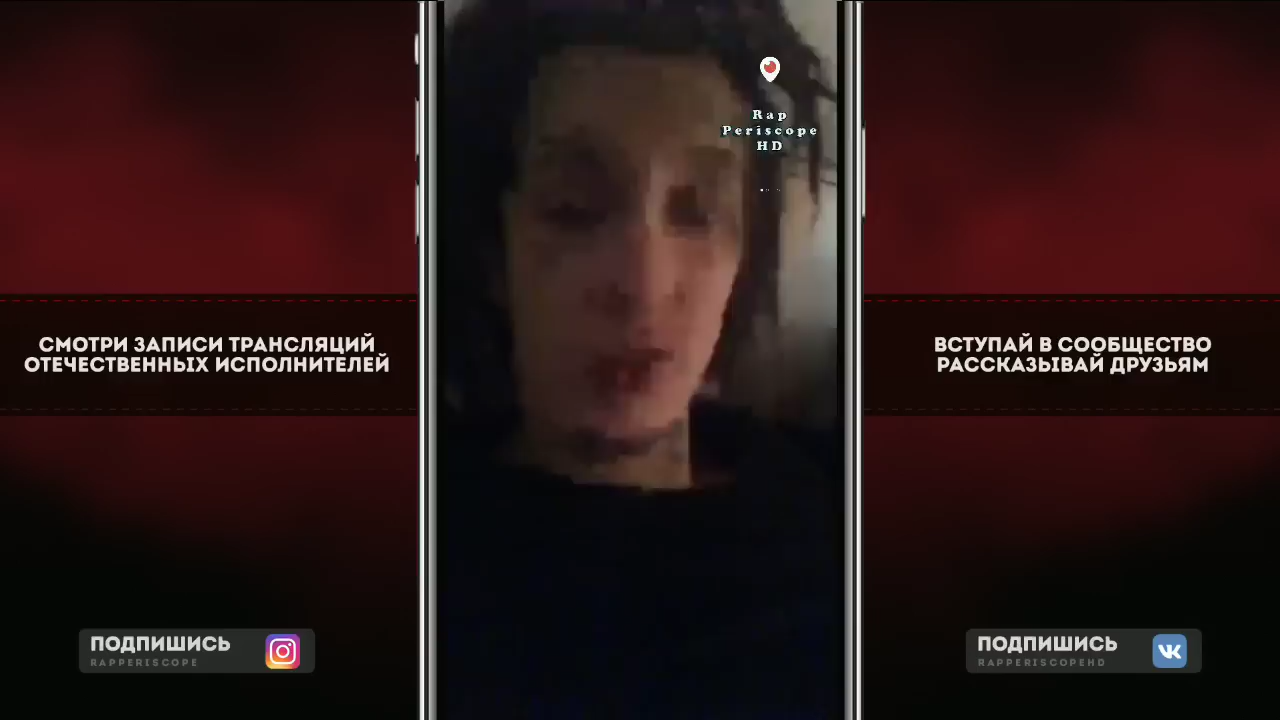 Rap
Periscope
HD
СМОТРИ ЗАПИСИ ТРАНСЛЯЦИЙ
ОТЕЧЕСТВЕННЫХ ИСПОЛНИТЕЛЕЙ
ВСТУПАЙ В СООБЩЕСТВО
РАССКАЗЫВАЙ ДРУЗЬЯМ
ПОДПИШИСЬ
RAPPERISCOPE
ПОДПИШИСЬ
RAPPERISCOPEHD